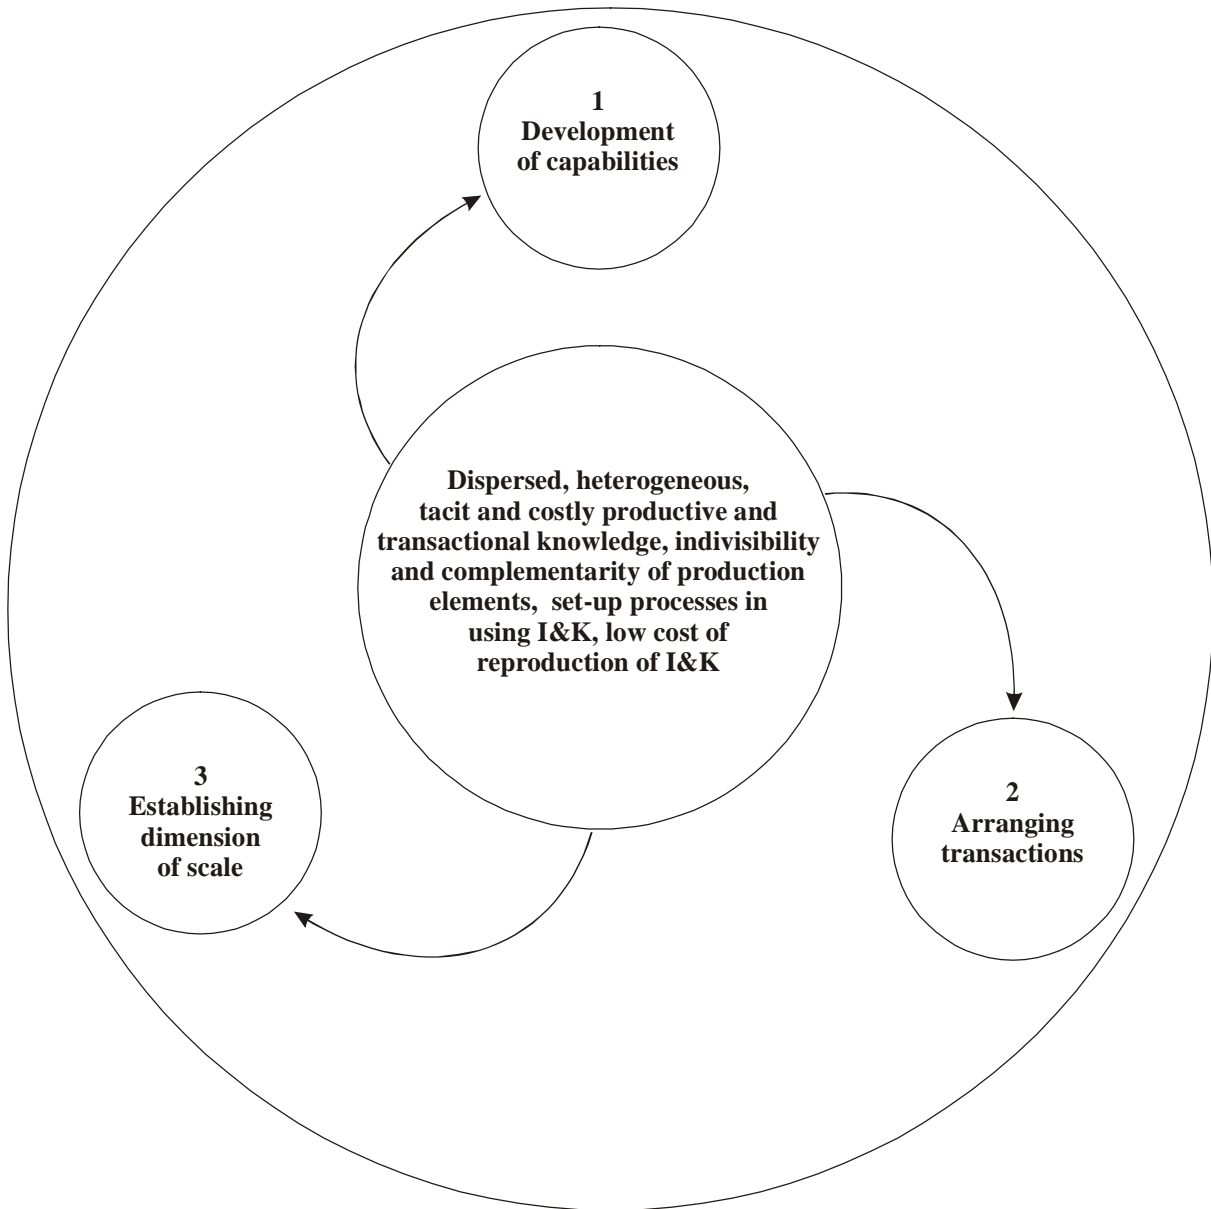 1
Development
of capabilities
Dispersed, heterogeneous,
tacit and costly productive and
transactional knowledge, indivisibility
and complementarity of production
elements,  set-up processes in
using I&K, low cost of
reproduction of I&K
2
Arranging
transactions
3
Establishing
dimension
of scale